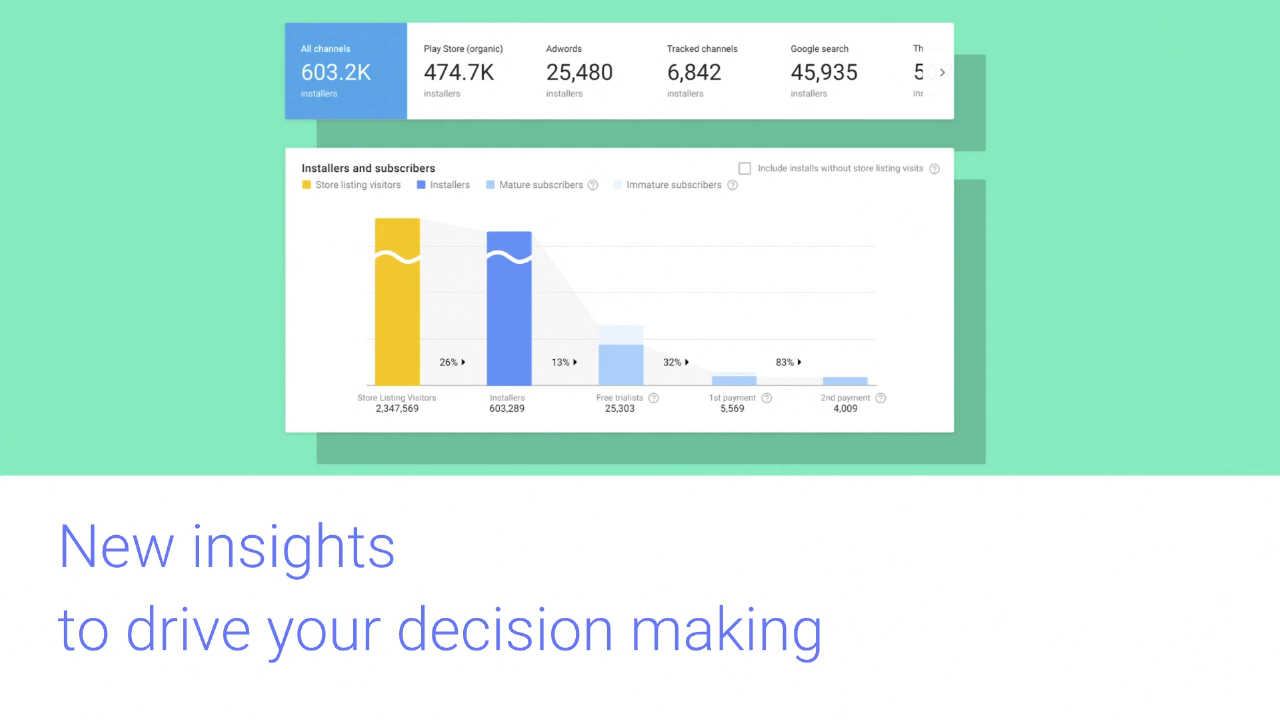 All channels
603.2K
installers
Play Store (organic)
474.7K
installers
Adwords
25,480
installers
Tracked channels
6,842
installers
Google search
45,935
installers
Installers and subscribers
Include installs without store listing visits ?
Store listing visitors Installers Mature subscribers ? Immature subscribers ?
26% 13% 32% 83%
Store Listing Visitors
2,347,569
Installers
603,289
Free trialists ?
25,303
1st payment ?
5,569
2nd payment ?
4,009
New insights
to drive your decision making